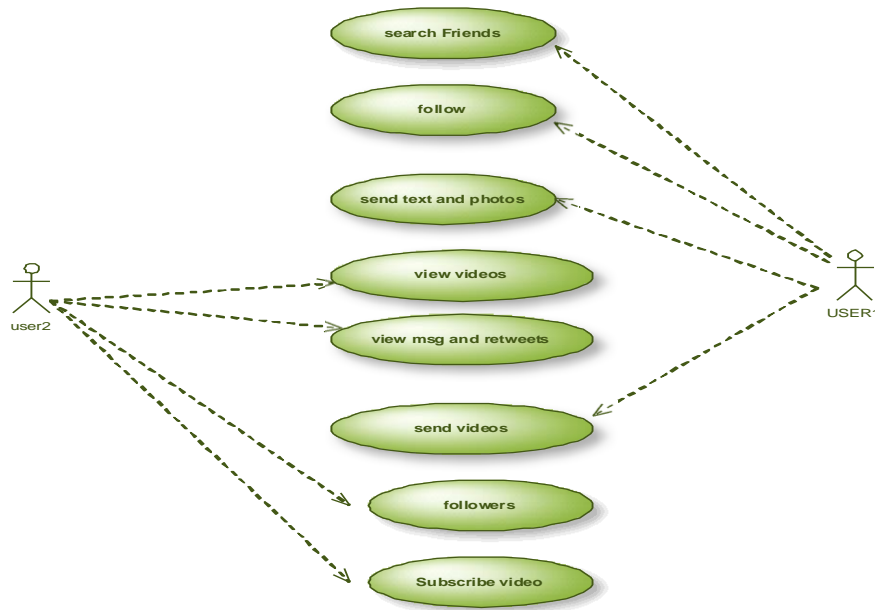 search Friends
follow
send text and photos
view videos
user2
USER1
view msg and retweets
send videos
followers
Subscribe video